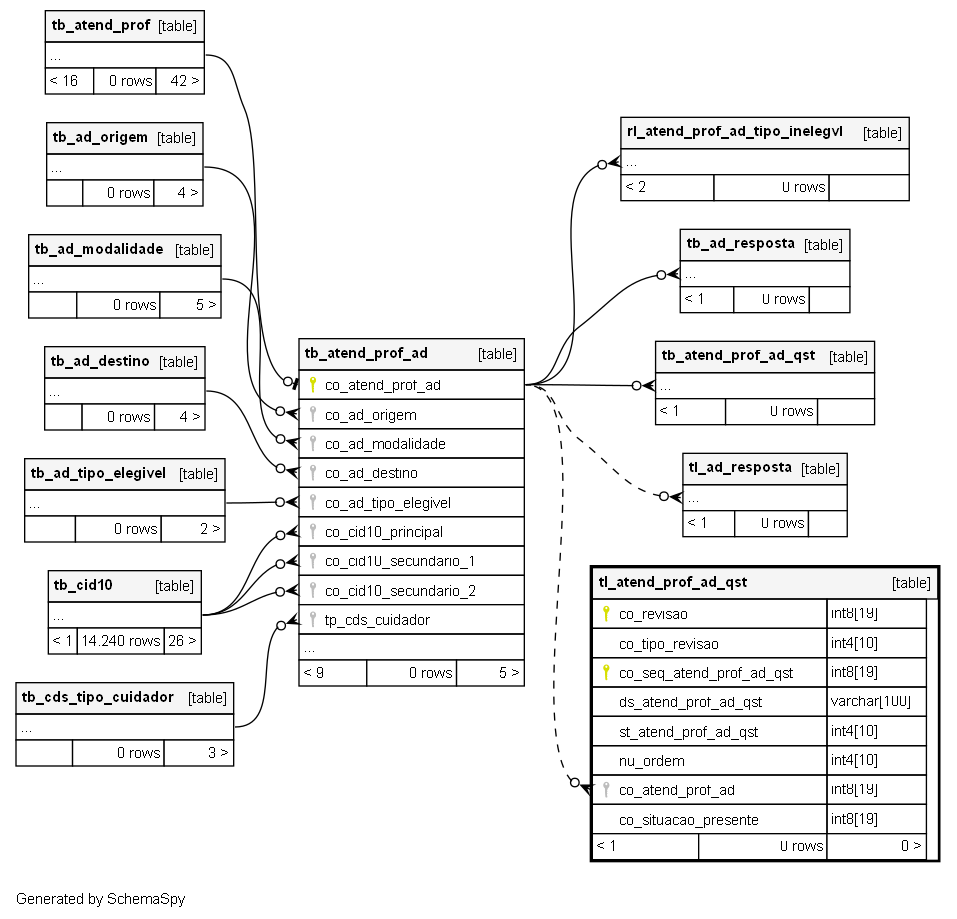 tb_atend_prof [table]
...
< 16 0 rows 42 >
tb_ad_origem [table]
...
0 rows 4 >
tb_ad_modalidade [table]
...
0 rows 5 >
tb_ad_destino [table]
...
0 rows 4 >
tb_ad_tipo_elegivel [table]
...
0 rows 2 >
tb_cid10 [table]
...
< 1 14.240 rows 26 >
tb_cds_tipo_cuidador [table]
...
0 rows 3 >
tb_atend_prof_ad [table]
co_atend_prof_ad
co_ad_origem
co_ad_modalidade
co_ad_destino
co_ad_tipo_elegivel
co_cid10_principal
co_cid10_secundario_1
co_cid10_secundario_2
tp_cds_cuidador
...
< 9 0 rows 5 >
rl_atend_prof_ad_tipo_inelegvl [table]
...
< 2 0 rows
tb_ad_resposta [table]
...
< 1 0 rows
tb_atend_prof_ad_qst [table]
...
< 1 0 rows
tl_ad_resposta [table]
...
< 1 0 rows
tl_atend_prof_ad_qst [table]
co_revisao int8[19]
co_tipo_revisao int4[10]
co_seq_atend_prof_ad_qst int8[19]
ds_atend_prof_ad_qst varchar[100]
st_atend_prof_ad_qst int4[10]
nu_ordem int4[10]
co_atend_prof_ad int8[19]
co_situacao_presente int8[19]
< 1 0 rows 0 >
Generated by SchemaSpy